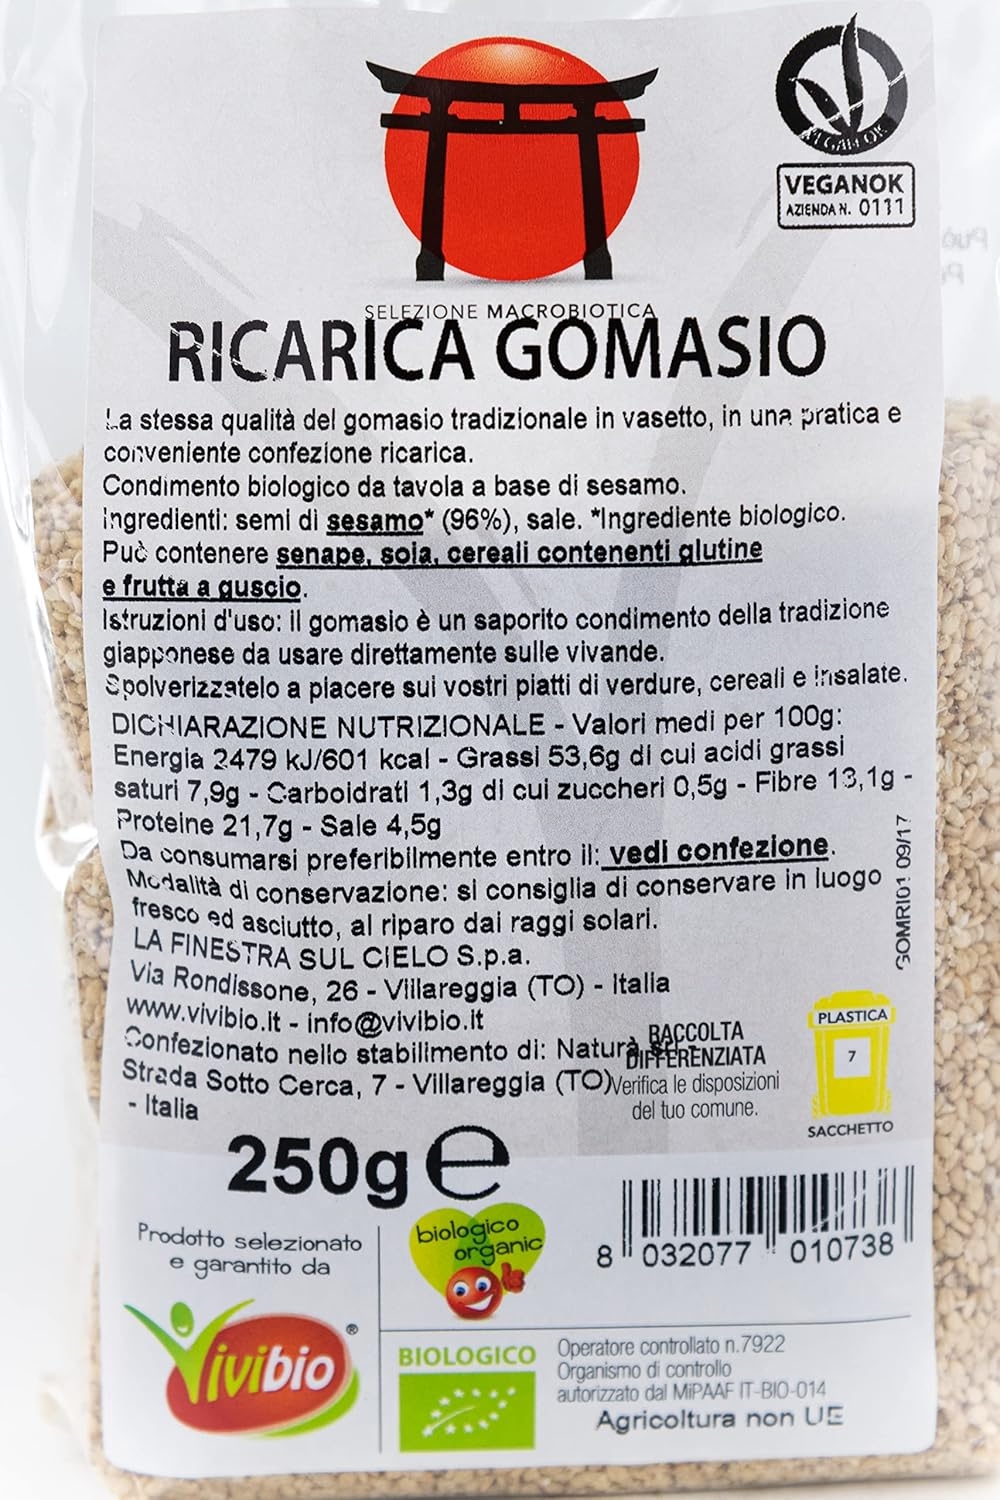 VEGAN OK
VEGANOK
AZIENDA N. 0111
SELEZIONE MACROBIOTICA
RICARICA GOMASIO
La stessa qualità del gomasio tradizionale in vasetto, in una pratica e
conveniente confezione ricarica.
Condimento biologico da tavola a base di sesamo.
Ingredienti: semi di sesamo* (96%), sale. *Ingrediente biologico.
Può contenere senape, soia, cereali contenenti glutine
e frutta a guscio.
Istruzioni d'uso: il gomasio è un saporito condimento della tradizione
giapponese da usare direttamente sulle vivande.
Spolverizzatelo a piacere sui vostri piatti di verdure, cereali e insalate.
DICHIARAZIONE NUTRIZIONALE - Valori medi per 100g:
Energia 2479 kJ/601 kcal - Grassi 53,6g di cui acidi grassi
saturi 7,9g - Carboidrati 1,3g di cui zuccheri 0,5g - Fibre 13,1g -
Proteine 21,7g - Sale 4,5g
Da consumarsi preferibilmente entro il: vedi confezione.
Modalità di conservazione: si consiglia di conservare in luogo
fresco ed asciutto, al riparo dai raggi solari.
GOMRI01 09/17
LA FINESTRA SUL CIELO S.p.a.
Via Rondissone, 26 - Villareggia (TO) - Italia
www.vivibio.it - info@vivibio.it
Confezionato nello stabilimento di: Naturà srl -
Strada Sotto Cerca, 7 - Villareggia (TO)
- Italia
RACCOLTA
DIFFERENZIATA
Verifica le disposizioni
del tuo comune.
PLASTICA
7
SACCHETTO
250g e
Prodotto selezionato
e garantito da
Vivibio®
biologico
organic
8 032077 010738
BIOLOGICO
Operatore controllato n.7922
Organismo di controllo
autorizzato dal MiPAAF IT-BIO-014
Agricoltura non UE